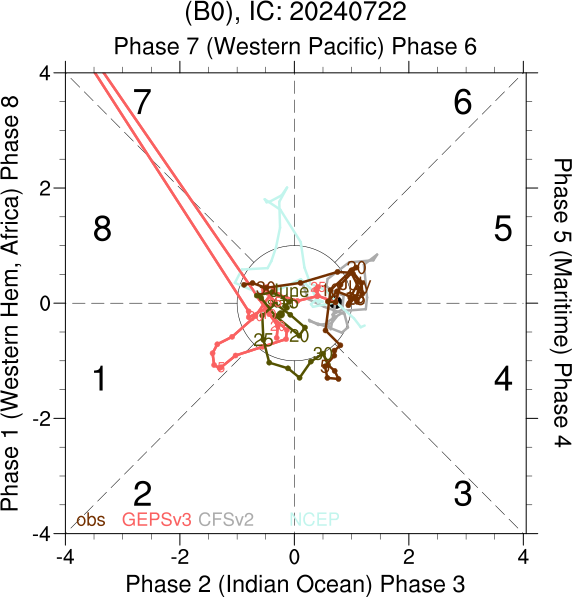 (B0), IC: 20240722
Phase 7 (Western Pacific) Phase 6
Phase 1 (Western Hem, Africa) Phase 8
Phase 5 (Maritime) Phase 4
4
2
0
-2
-4
7
6
8
5
1
4
2
3
June
20
20
25
30
5
obs GEPSv3 CFSv2 NCEP
-4 -2 0 2 4
Phase 2 (Indian Ocean) Phase 3